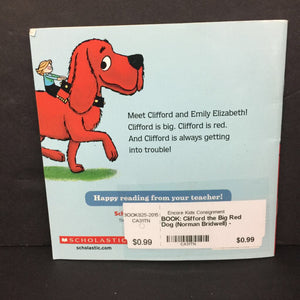 Meet Clifford and Emily Elizabeth!
Clifford is big. Clifford is red.
And Clifford is always getting
into trouble!
Happy reading from your teacher!
SCHOLASTIC
scholastic.com
Encore Kids Consignment
CA31TN
BOOK: Clifford the Big Red
Dog (Norman Bridwell) -
$0.99
CA31TN
$0.99